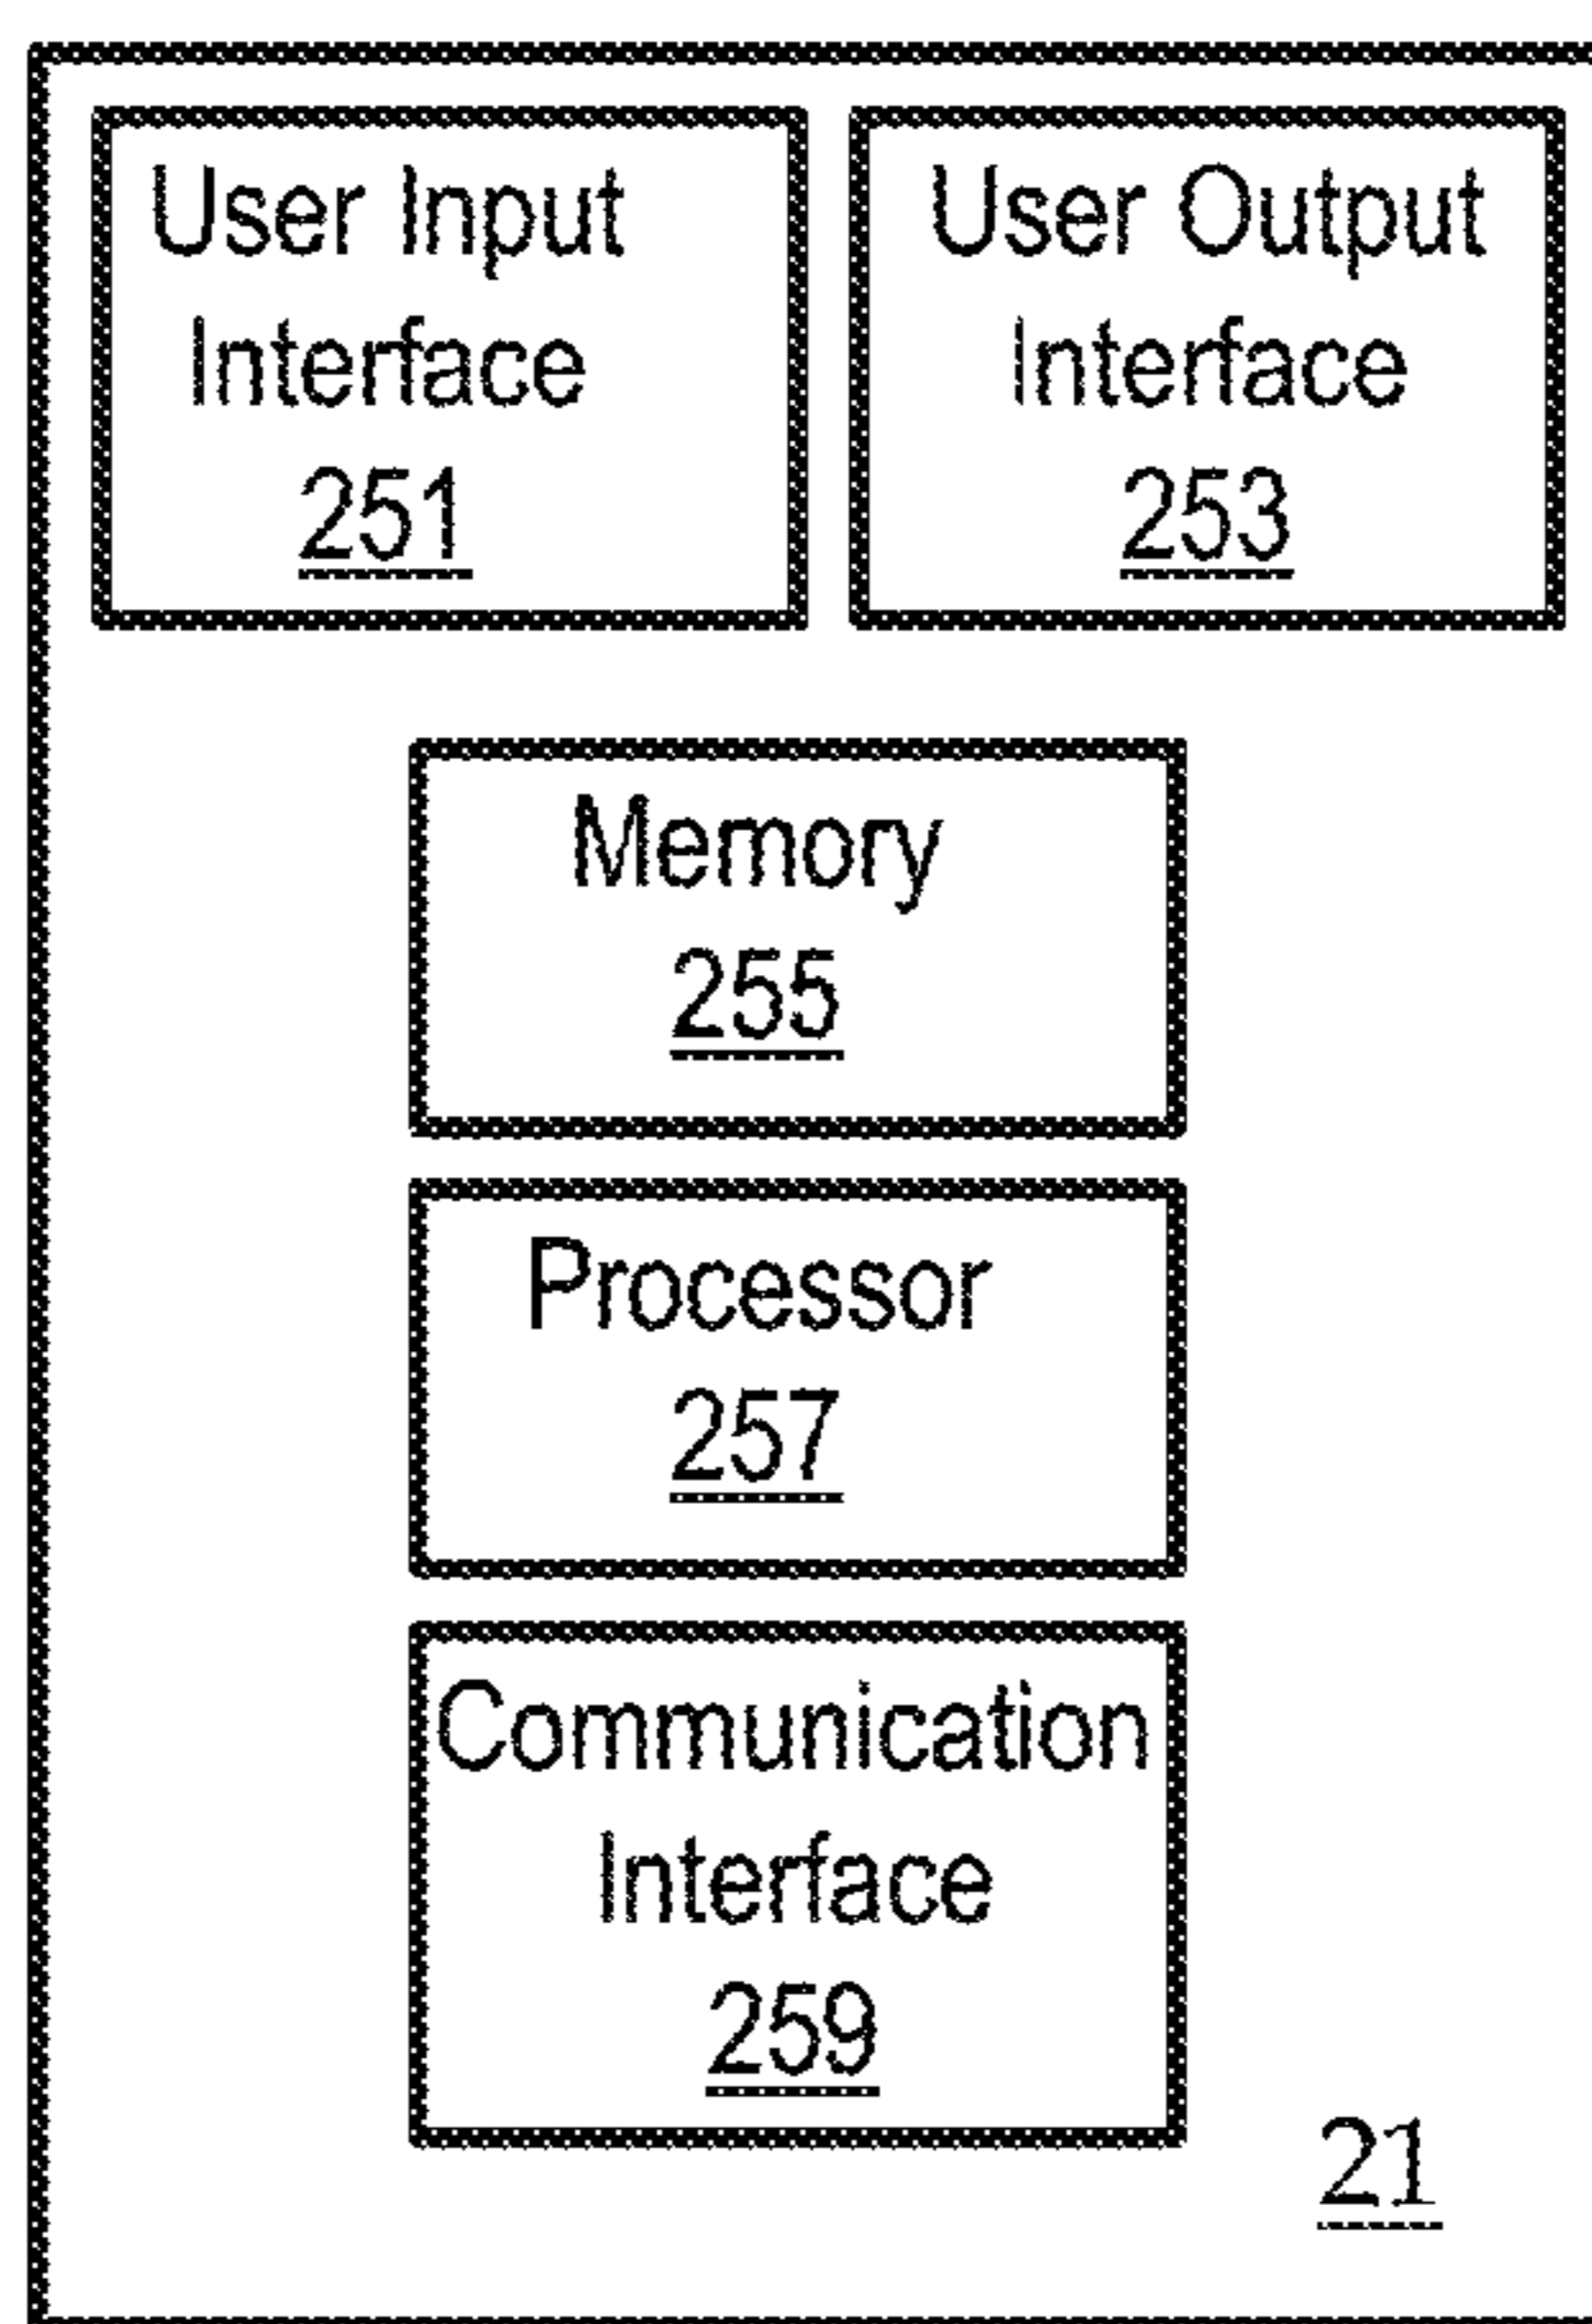 User Input
Interface
251
User Output
Interface
253
Memory
255
Processor
257
Communication
Interface
259
21